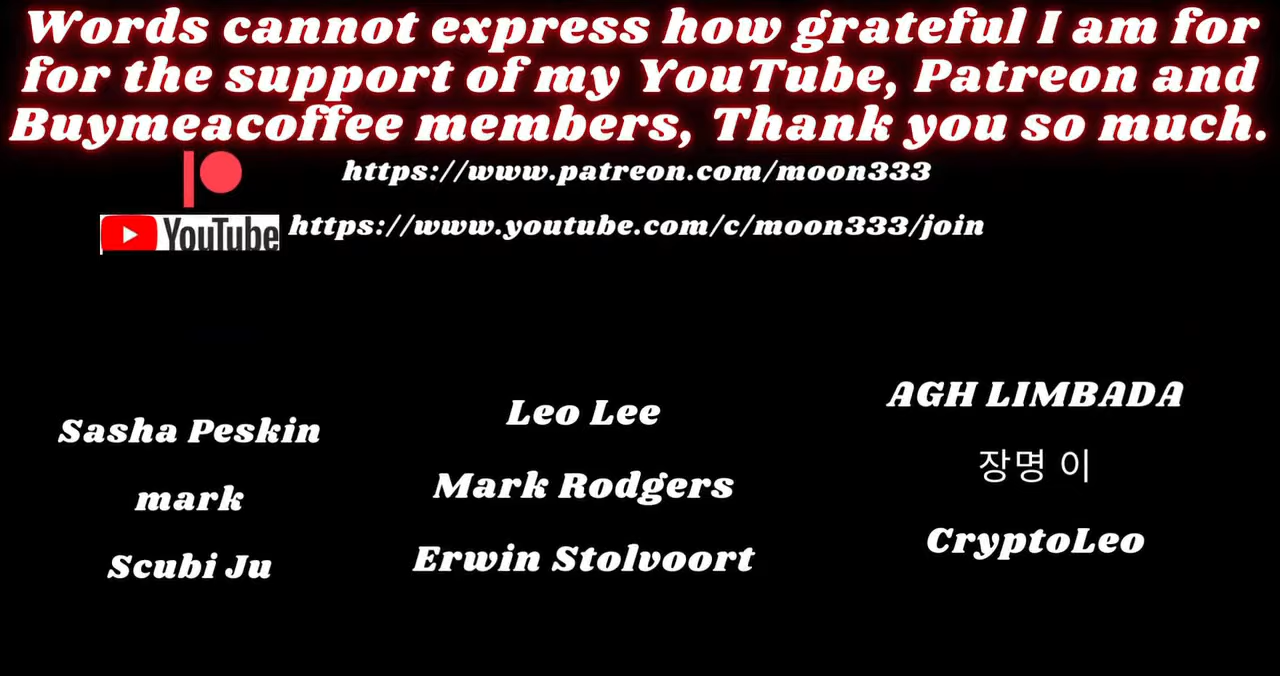 Words cannot express how grateful I am for
for the support of my YouTube, Patreon and
Buymeacoffee members, Thank you so much.
https://www.patreon.com/moon333
YouTube https://www.youtube.com/c/moon333/join
Sasha Peskin
mark
Scubi Ju
Leo Lee
Mark Rodgers
Erwin Stolvoort
AGH LIMBADA
장명 이
CryptoLeo